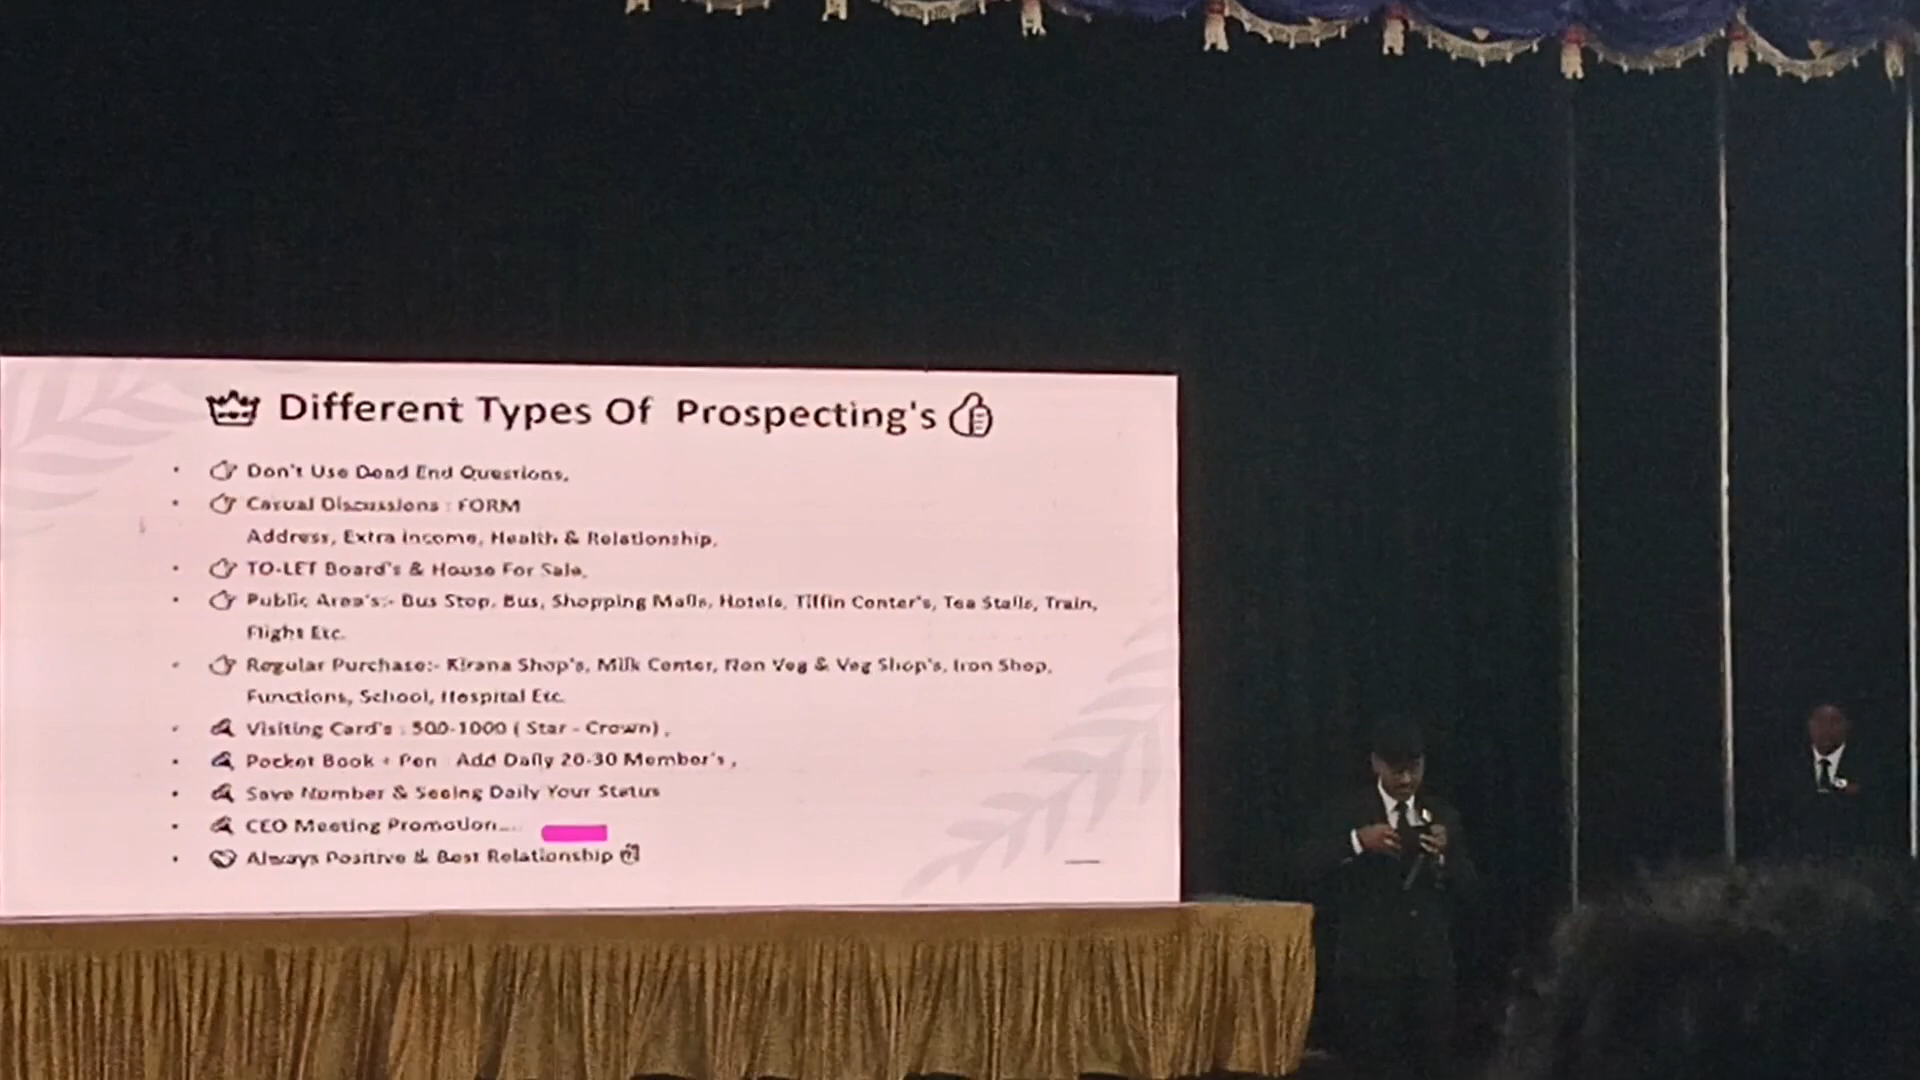 Different Types Of Prospecting's
Don't Use Dead End Questions,
Casual Discussions : FORM
Address, Extra income, Health & Relationship,
TO-LET Board's & House For Sale,
Public Area's:- Bus Stop, Bus, Shopping Malls, Hotels, Tiffin Center's, Tea Stalls, Train,
Flight Etc.
Regular Purchase:- Kirana Shop's, Milk Center, Non Veg & Veg Shop's, Iron Shop,
Functions, School, Hospital Etc.
Visiting Card's : 500-1000 ( Star - Crown) ,
Pocket Book + Pen Add Daily 20-30 Member's ,
Save Number & Seeing Daily Your Status
CEO Meeting Promotion....
Always Positive & Best Relationship